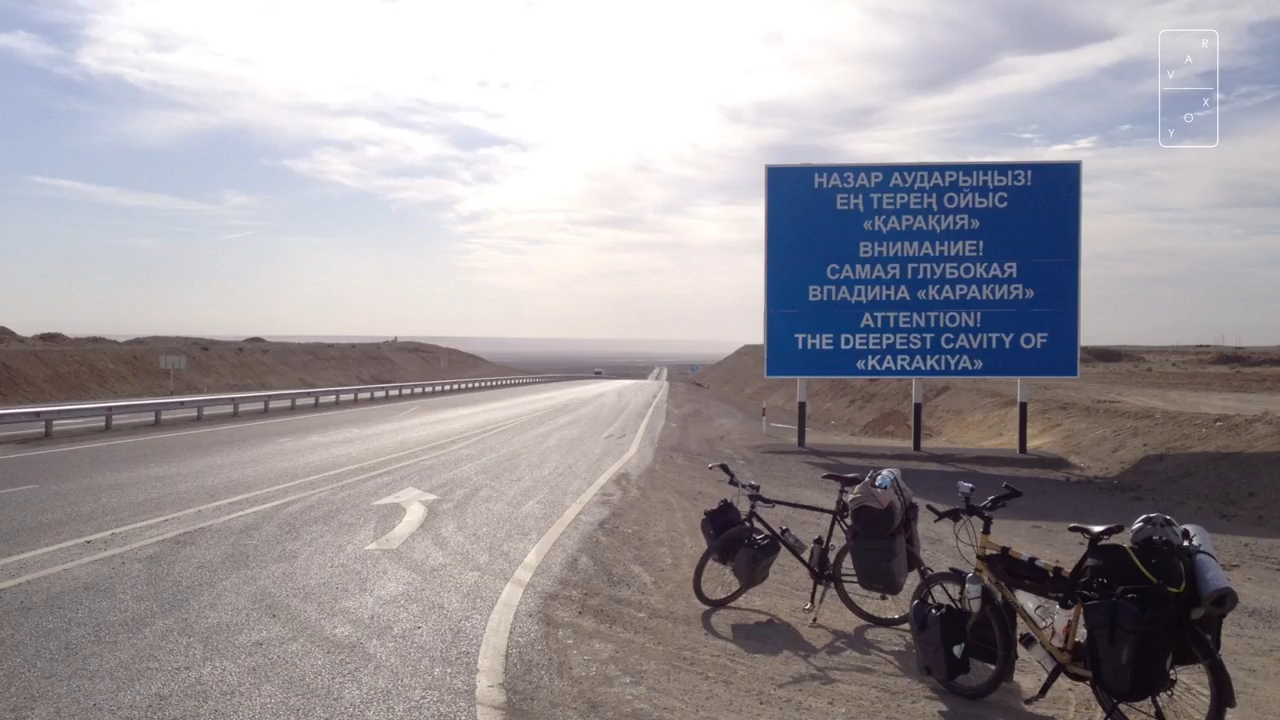 НАЗАР АУДАРЫҢЫЗ!
ЕҢ ТЕРЕҢ ОЙЫС
«ҚАРАҚИЯ»
ВНИМАНИЕ!
САМАЯ ГЛУБОКАЯ
ВПАДИНА «КАРАКИЯ»
ATTENTION!
THE DEEPEST CAVITY OF
«KARAKIYA»
R
A
V
X
O
Y